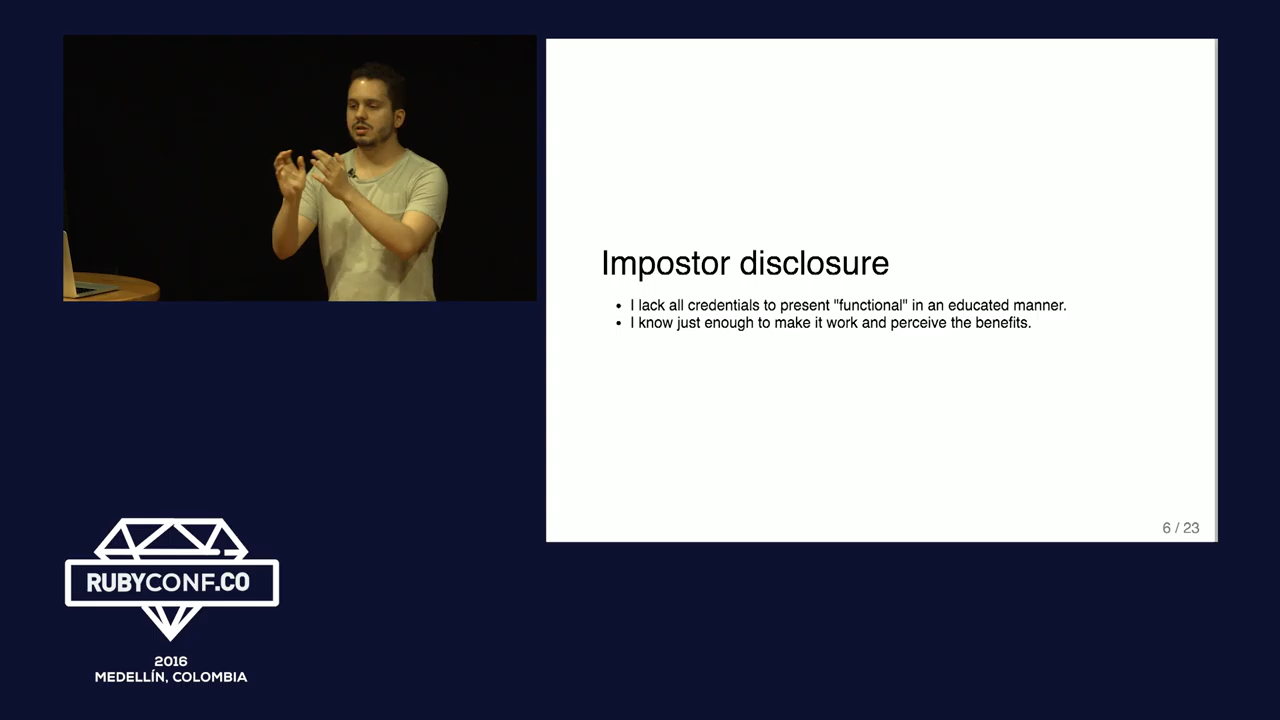 Impostor disclosure
• I lack all credentials to present "functional" in an educated manner.
• I know just enough to make it work and perceive the benefits.
6 / 23
RUBYCONF.CO
2016
MEDELLÍN, COLOMBIA